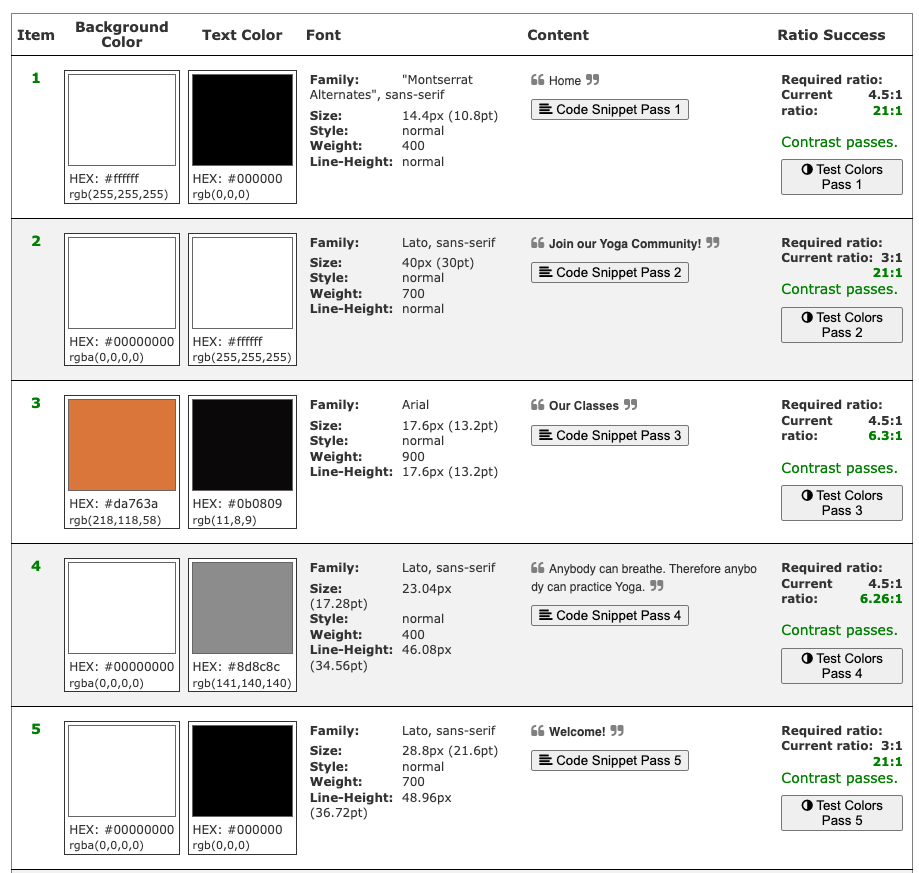 Item Background Color Text Color Font Content Ratio Success
1
HEX: #ffffff
rgb(255,255,255)
HEX: #000000
rgb(0,0,0)
Family: "Montserrat
Alternates", sans-serif
Size: 14.4px (10.8pt)
Style: normal
Weight: 400
Line-Height: normal
❝ Home ❞
Code Snippet Pass 1
Required ratio:
Current 4.5:1
ratio: 21:1
Contrast passes.
Test Colors
Pass 1
2
HEX: #00000000
rgba(0,0,0,0)
HEX: #ffffff
rgb(255,255,255)
Family: Lato, sans-serif
Size: 40px (30pt)
Style: normal
Weight: 700
Line-Height: normal
❝ Join our Yoga Community! ❞
Code Snippet Pass 2
Required ratio:
Current ratio: 3:1
21:1
Contrast passes.
Test Colors
Pass 2
3
HEX: #da763a
rgb(218,118,58)
HEX: #0b0809
rgb(11,8,9)
Family: Arial
Size: 17.6px (13.2pt)
Style: normal
Weight: 900
Line-Height: 17.6px (13.2pt)
❝ Our Classes ❞
Code Snippet Pass 3
Required ratio:
Current 4.5:1
ratio: 6.3:1
Contrast passes.
Test Colors
Pass 3
4
HEX: #00000000
rgba(0,0,0,0)
HEX: #8d8c8c
rgb(141,140,140)
Family: Lato, sans-serif
Size: 23.04px
(17.28pt)
Style: normal
Weight: 400
Line-Height: 46.08px
(34.56pt)
❝ Anybody can breathe. Therefore anybo
dy can practice Yoga. ❞
Code Snippet Pass 4
Required ratio:
Current 4.5:1
ratio: 6.26:1
Contrast passes.
Test Colors
Pass 4
5
HEX: #00000000
rgba(0,0,0,0)
HEX: #000000
rgb(0,0,0)
Family: Lato, sans-serif
Size: 28.8px (21.6pt)
Style: normal
Weight: 700
Line-Height: 48.96px
(36.72pt)
❝ Welcome! ❞
Code Snippet Pass 5
Required ratio:
Current ratio: 3:1
21:1
Contrast passes.
Test Colors
Pass 5